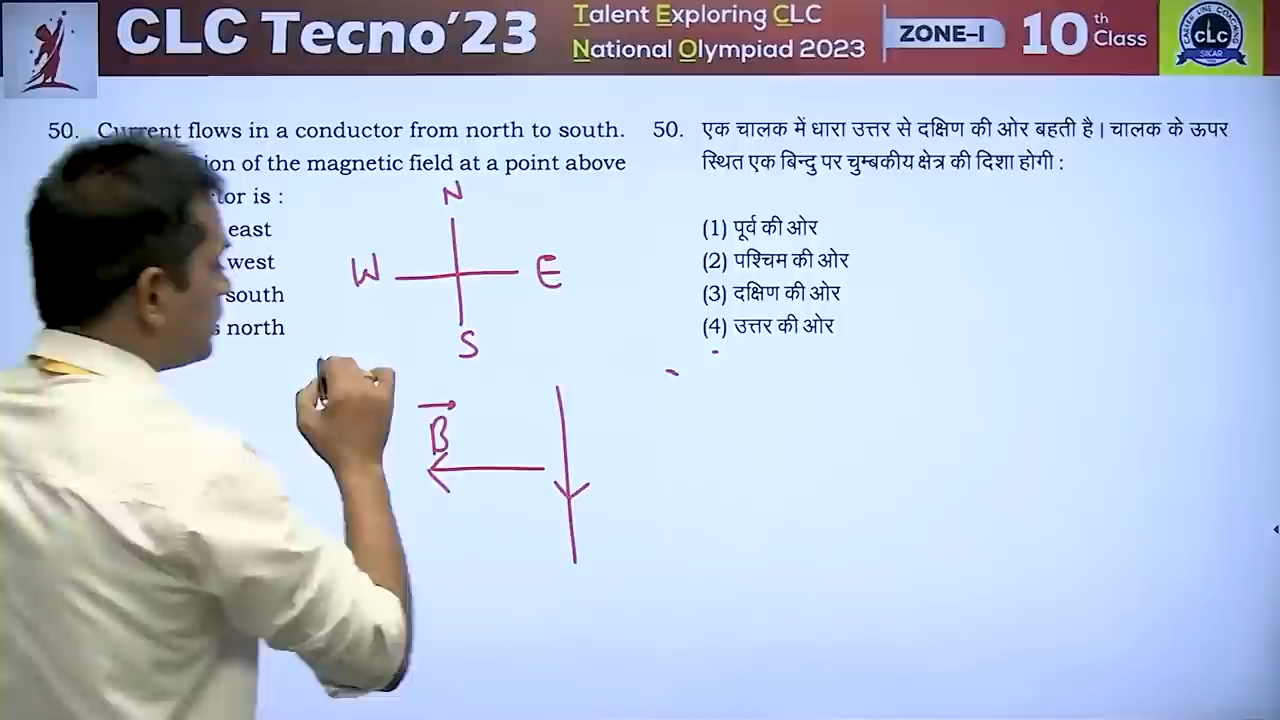 CLC Tecno'23
Talent Exploring CLC
National Olympiad 2023
ZONE–I
10th Class
CLC
SIKAR
50. Current flows in a conductor from north to south.
of the magnetic field at a point above
is :
east
west
south
north
N
W E
S
B
50. एक चालक में धारा उत्तर से दक्षिण की ओर बहती है। चालक के ऊपर
स्थित एक बिन्दु पर चुम्बकीय क्षेत्र की दिशा होगी :
(1) पूर्व की ओर
(2) पश्चिम की ओर
(3) दक्षिण की ओर
(4) उत्तर की ओर